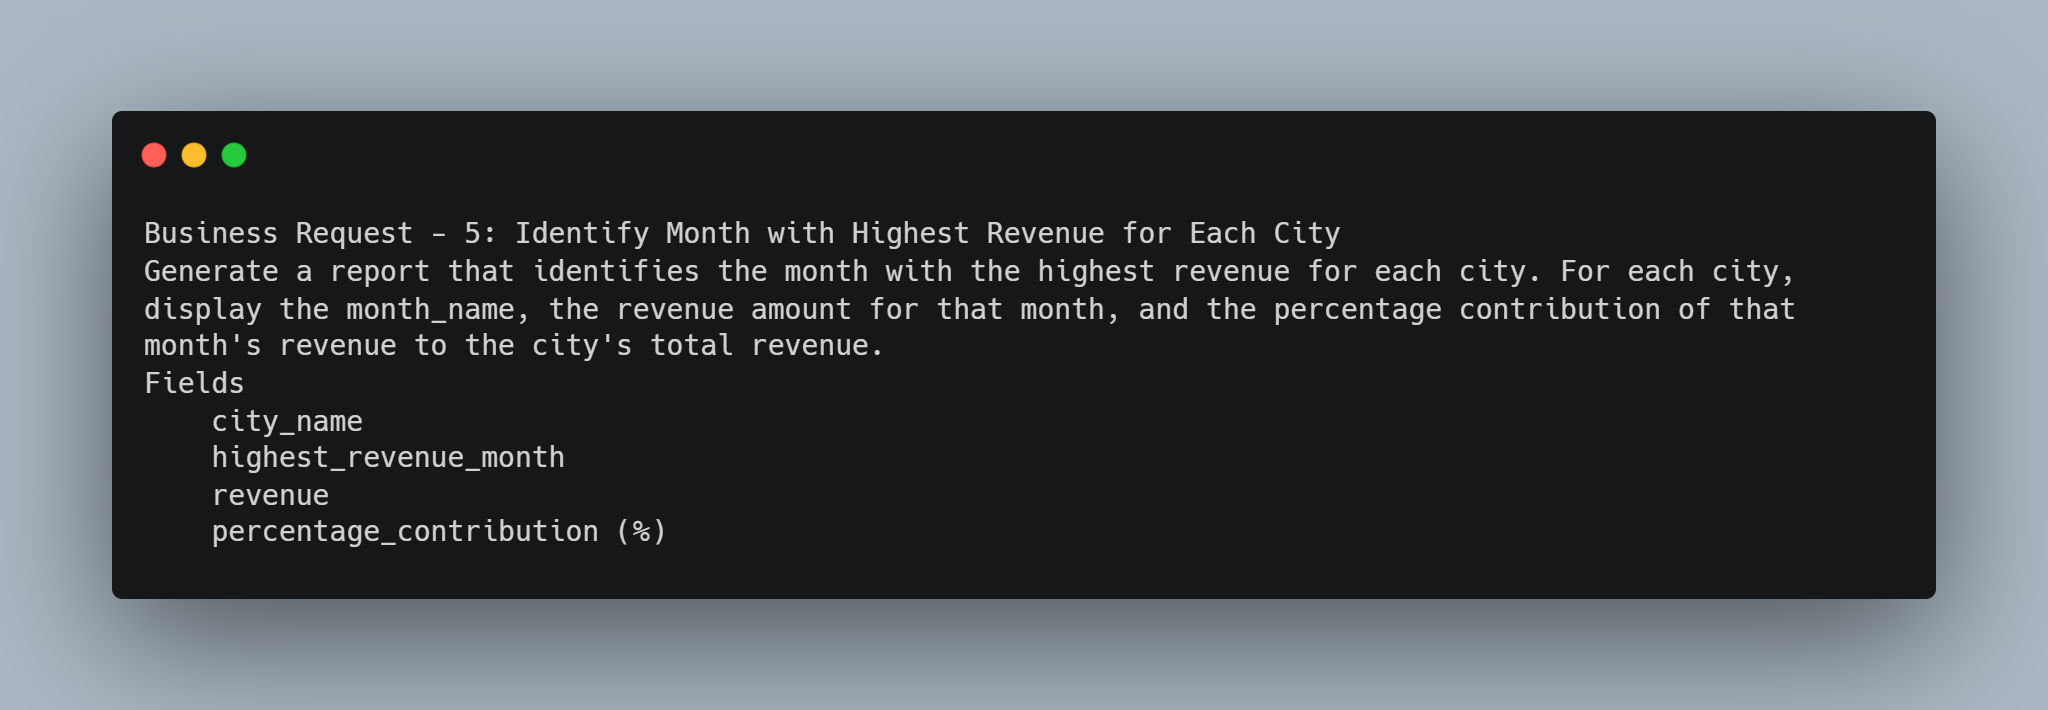 Business Request - 5: Identify Month with Highest Revenue for Each City
Generate a report that identifies the month with the highest revenue for each city. For each city,
display the month_name, the revenue amount for that month, and the percentage contribution of that
month's revenue to the city's total revenue.
Fields
    city_name
    highest_revenue_month
    revenue
    percentage_contribution (%)